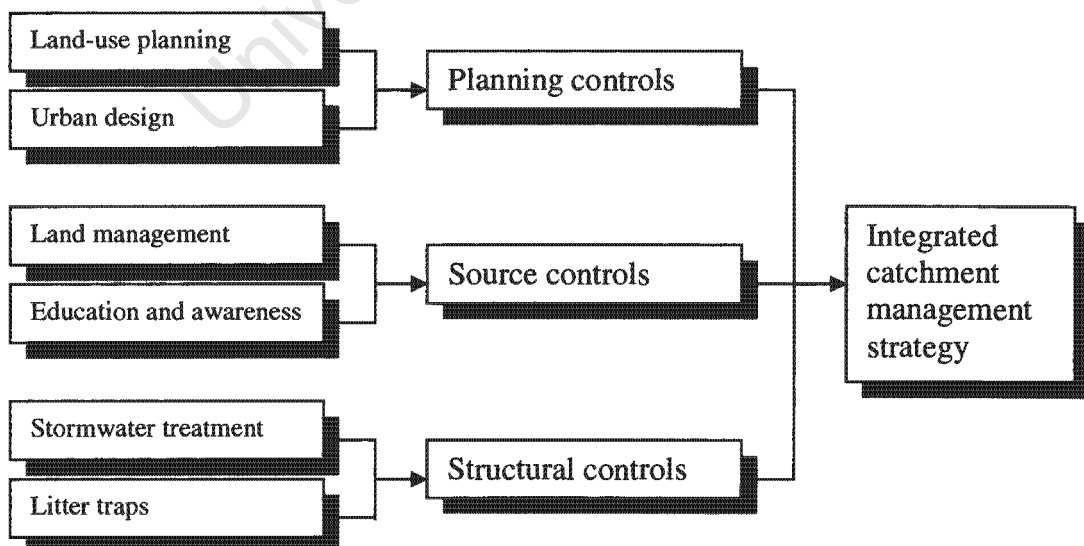 Land-use planning
Urban design
Planning controls
Land management
Education and awareness
Source controls
Stormwater treatment
Litter traps
Structural controls
Integrated
catchment
management
strategy